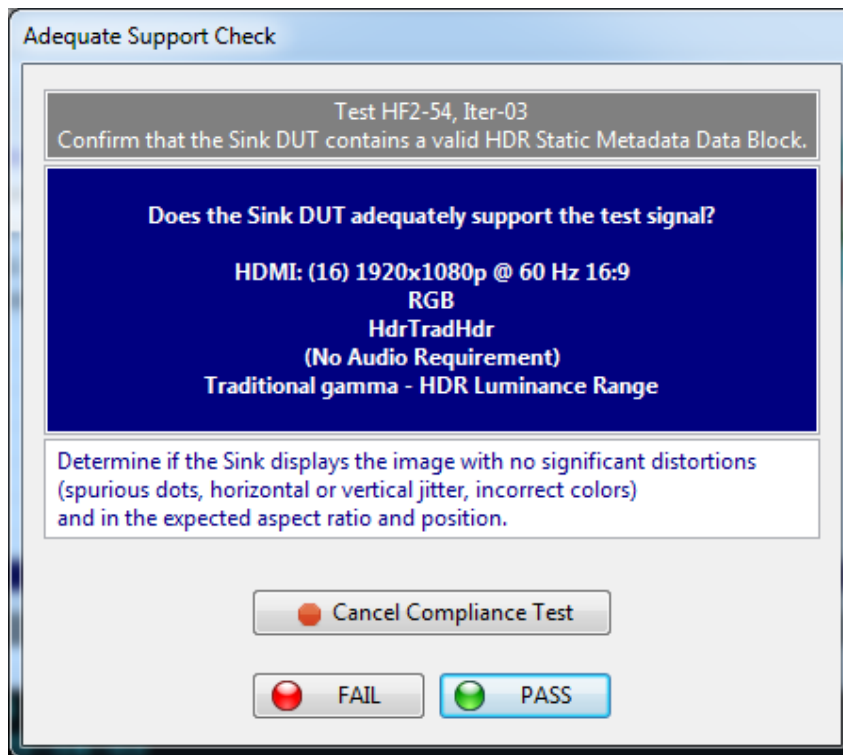 Adequate Support Check
Test HF2-54, Iter-03
Confirm that the Sink DUT contains a valid HDR Static Metadata Data Block.
Does the Sink DUT adequately support the test signal?
HDMI: (16) 1920x1080p @ 60 Hz 16:9
RGB
HdrTradHdr
(No Audio Requirement)
Traditional gamma - HDR Luminance Range
Determine if the Sink displays the image with no significant distortions
(spurious dots, horizontal or vertical jitter, incorrect colors)
and in the expected aspect ratio and position.
Cancel Compliance Test
FAIL
PASS